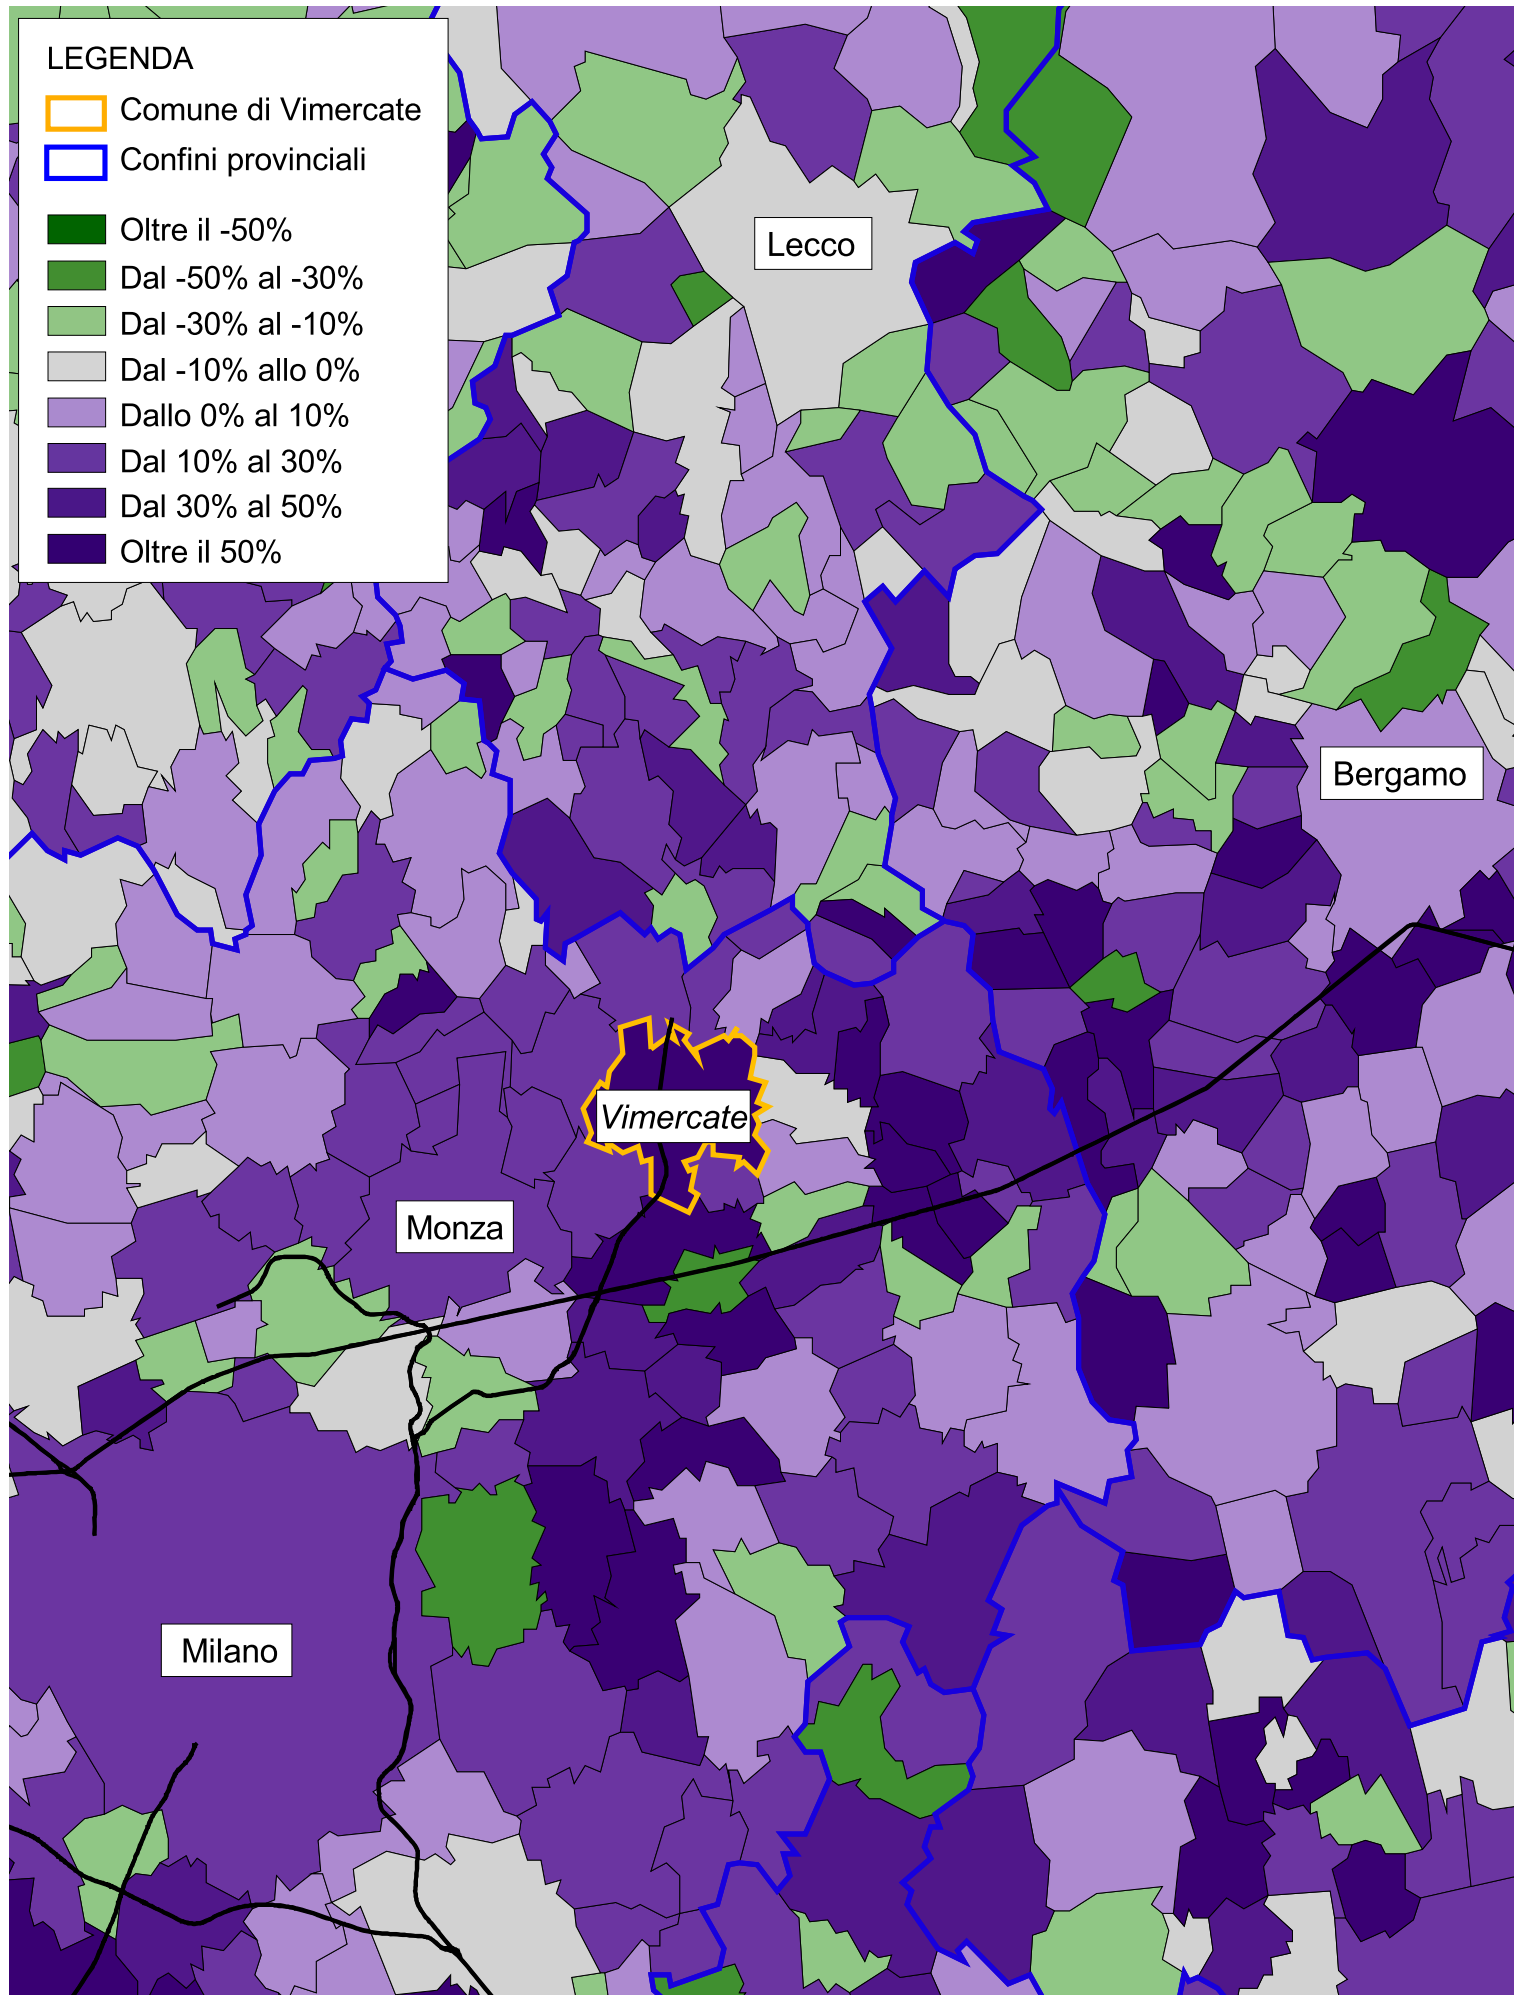 LEGENDA
Comune di Vimercate
Confini provinciali
Oltre il -50%
Dal -50% al -30%
Dal -30% al -10%
Dal -10% allo 0%
Dallo 0% al 10%
Dal 10% al 30%
Dal 30% al 50%
Oltre il 50%
Lecco
Bergamo
Vimercate
Monza
Milano